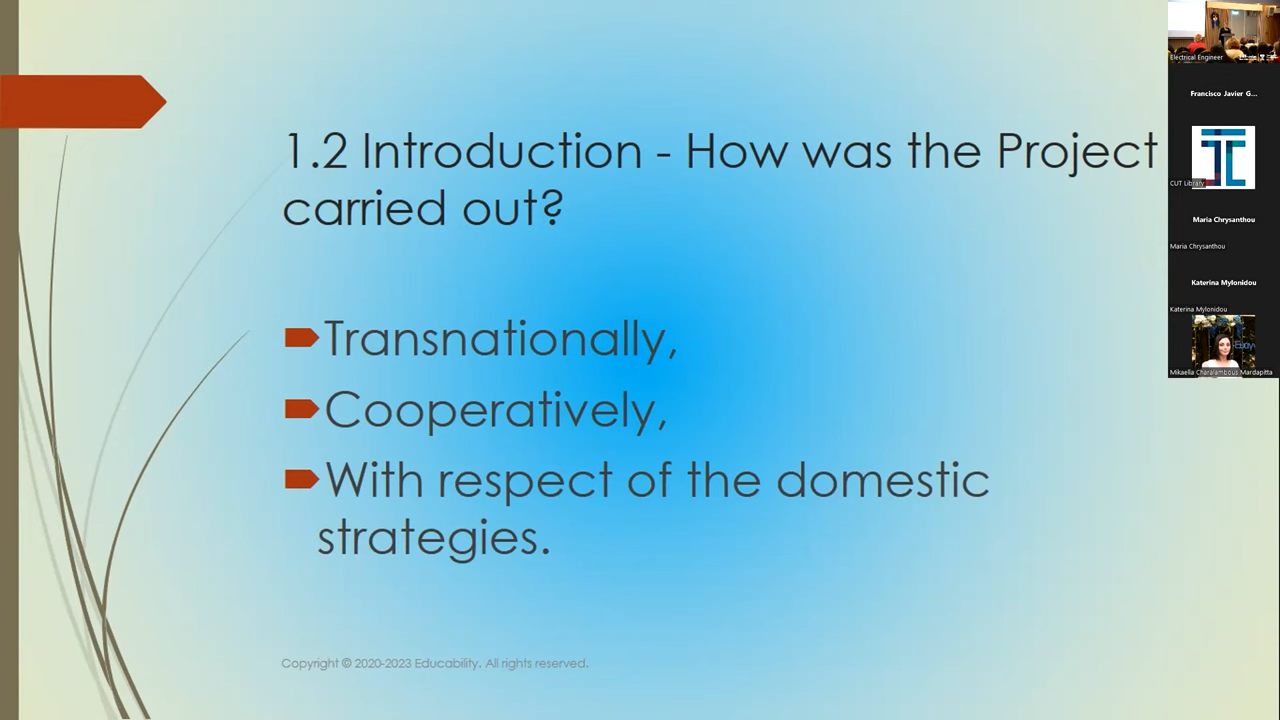 1.2 Introduction - How was the Project
carried out?
Transnationally,
Cooperatively,
With respect of the domestic
strategies.
Copyright © 2020-2023 Educability. All rights reserved.
Electrical Engineer
Francisco Javier G...
CUT Library
Maria Chrysanthou
Maria Chrysanthou
Katerina Mylonidou
Katerina Mylonidou
Mikaella Charalambous Mardapitta